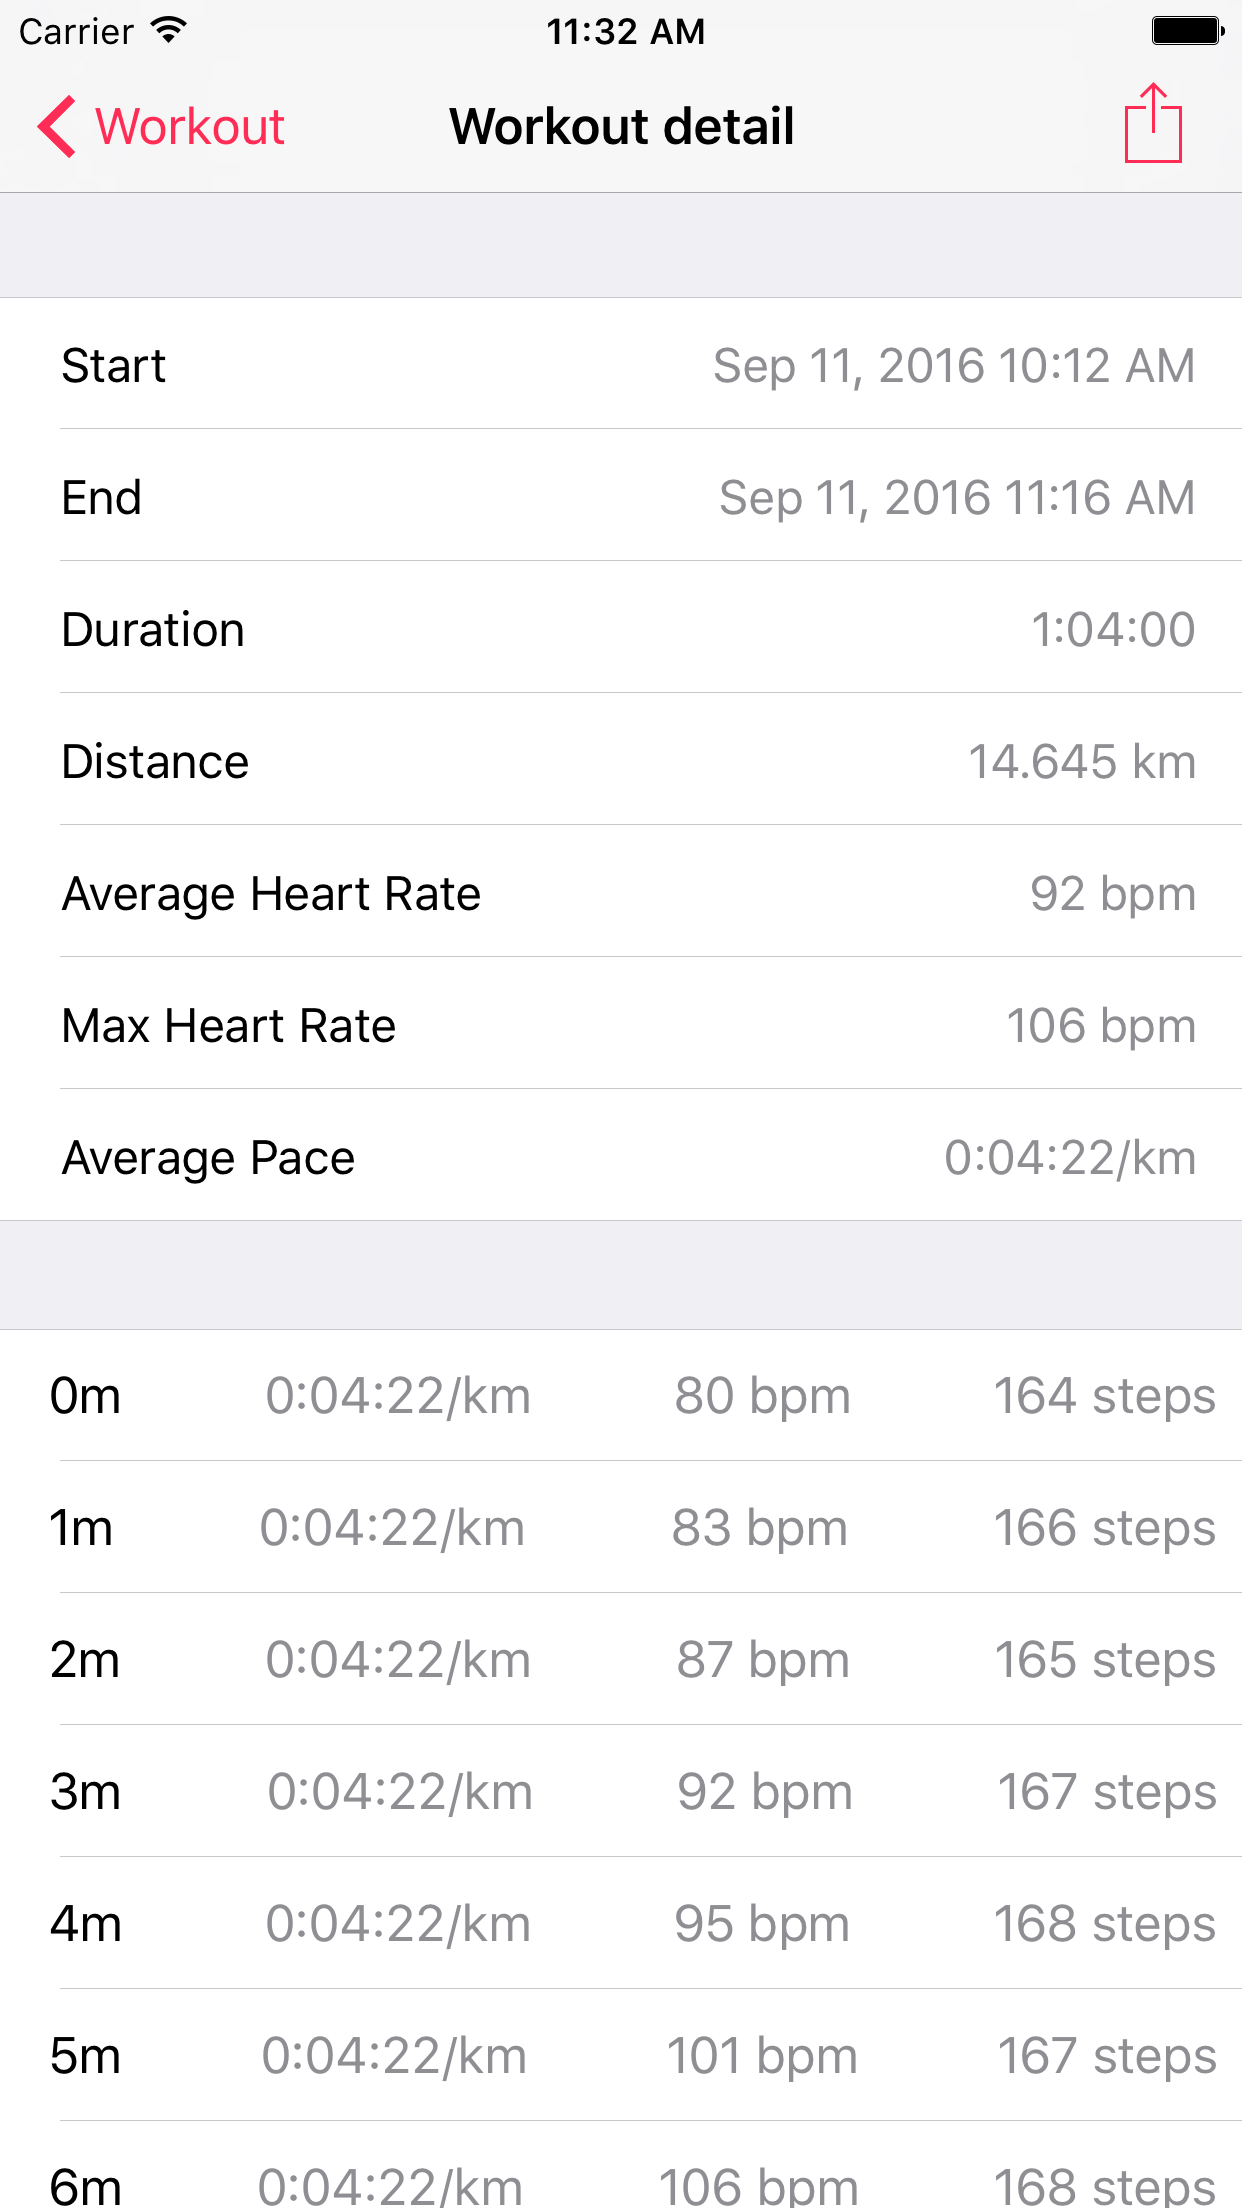 Carrier 11:32 AM
Workout Workout detail
Start Sep 11, 2016 10:12 AM
End Sep 11, 2016 11:16 AM
Duration 1:04:00
Distance 14.645 km
Average Heart Rate 92 bpm
Max Heart Rate 106 bpm
Average Pace 0:04:22/km
0m 0:04:22/km 80 bpm 164 steps
1m 0:04:22/km 83 bpm 166 steps
2m 0:04:22/km 87 bpm 165 steps
3m 0:04:22/km 92 bpm 167 steps
4m 0:04:22/km 95 bpm 168 steps
5m 0:04:22/km 101 bpm 167 steps
6m 0:04:22/km 106 bpm 168 steps